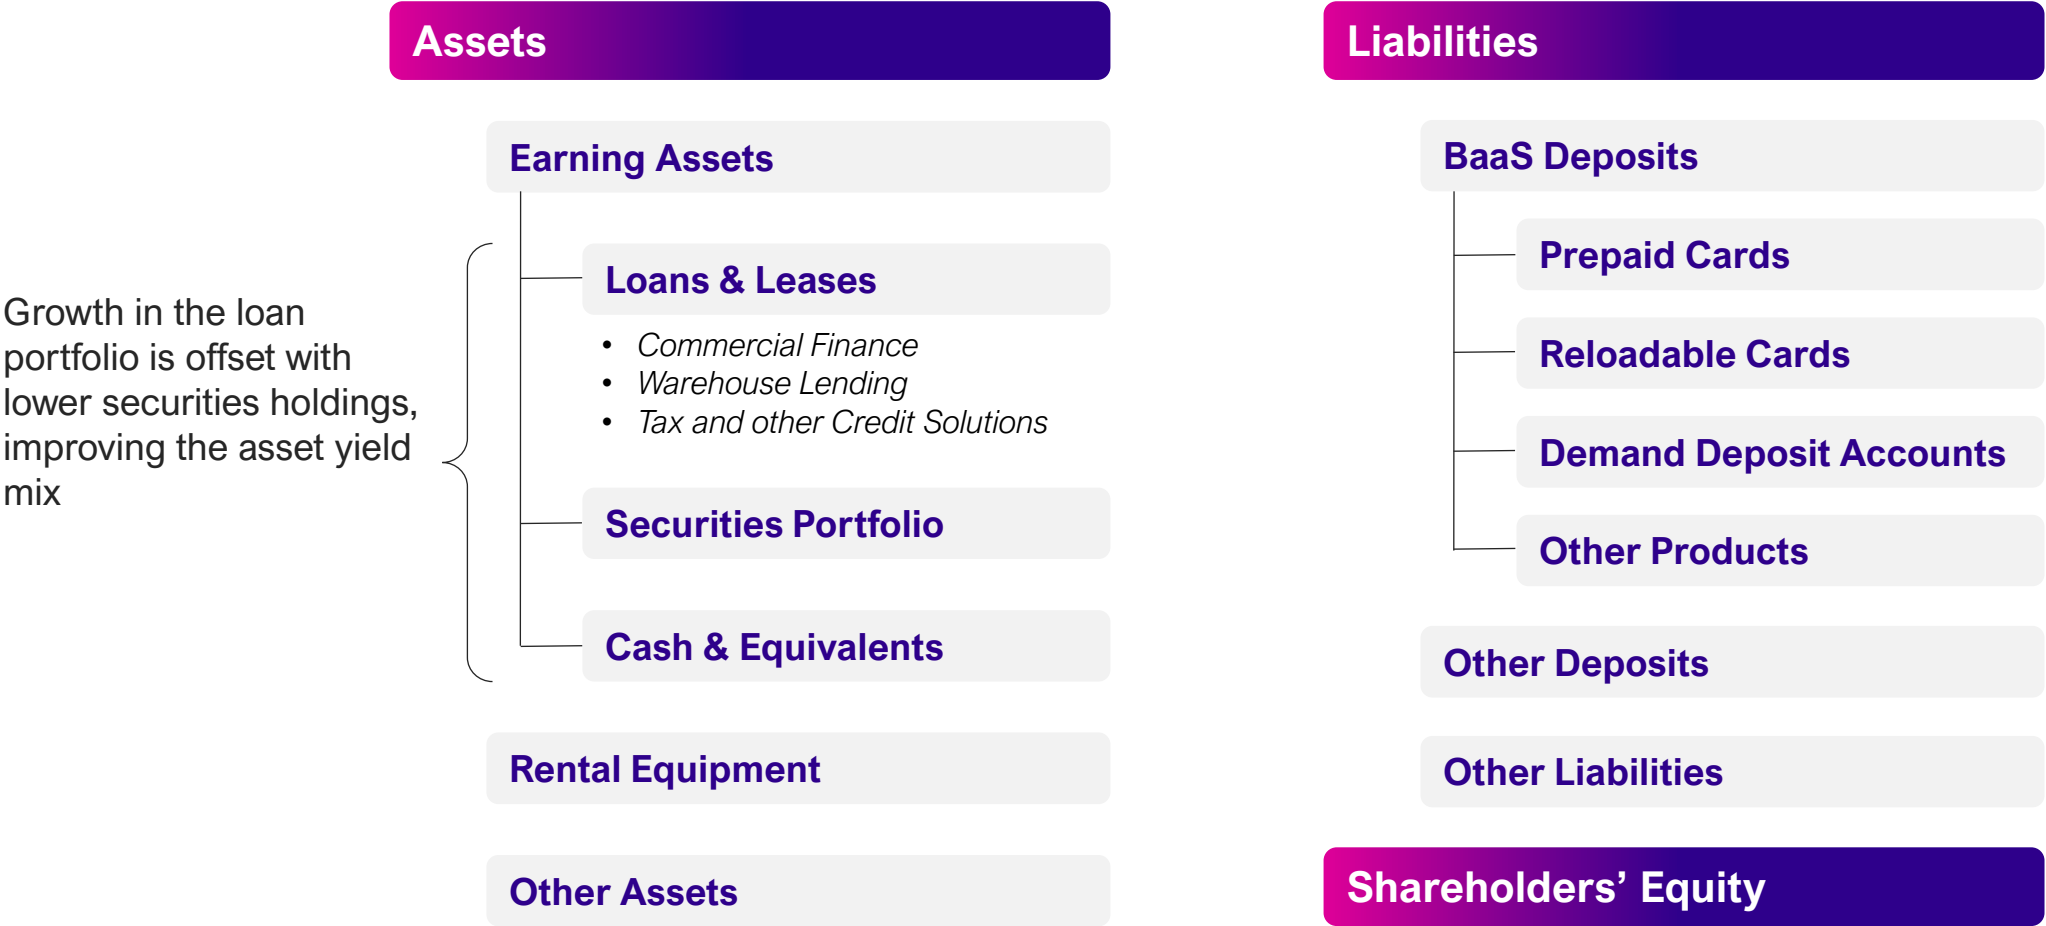 Assets
Earning Assets
Growth in the loan
portfolio is offset with
lower securities holdings,
improving the asset yield
mix
Loans & Leases
• Commercial Finance
• Warehouse Lending
• Tax and other Credit Solutions
Securities Portfolio
Cash & Equivalents
Rental Equipment
Other Assets
Liabilities
BaaS Deposits
Prepaid Cards
Reloadable Cards
Demand Deposit Accounts
Other Products
Other Deposits
Other Liabilities
Shareholders’ Equity